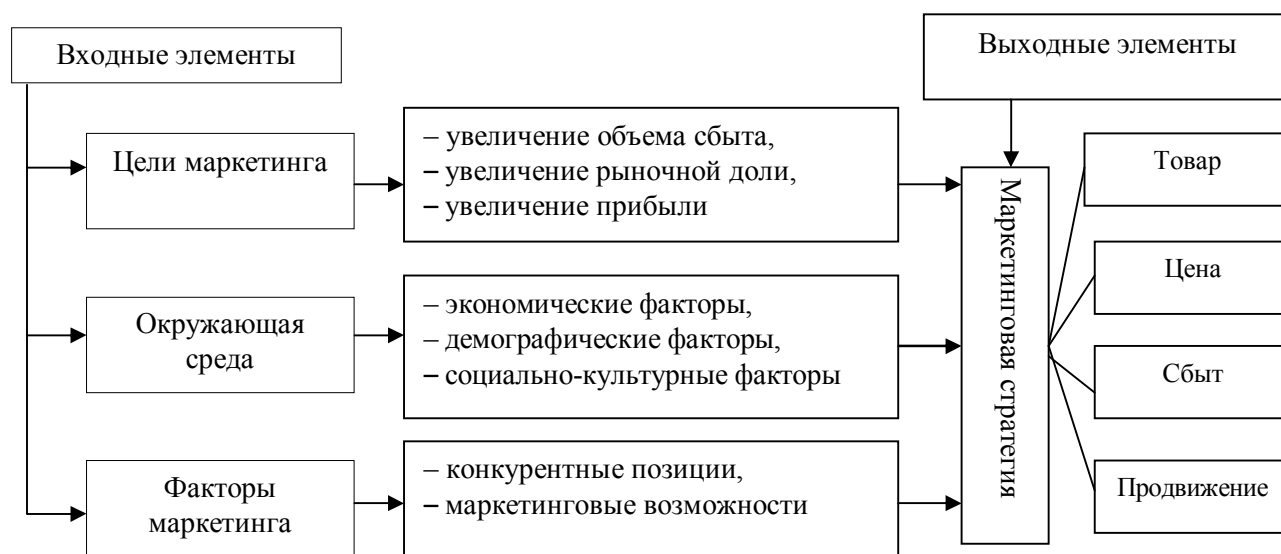 Входные элементы
Выходные элементы
Цели маркетинга
– увеличение объема сбыта,
– увеличение рыночной доли,
– увеличение прибыли
Окружающая
среда
– экономические факторы,
– демографические факторы,
– социально-культурные факторы
Факторы
маркетинга
– конкурентные позиции,
– маркетинговые возможности
Маркетинговая стратегия
Товар
Цена
Сбыт
Продвижение